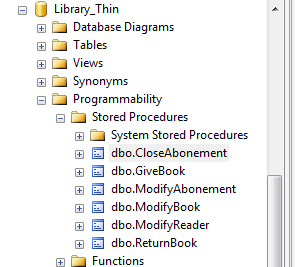 Library_Thin
Database Diagrams
Tables
Views
Synonyms
Programmability
Stored Procedures
System Stored Procedures
dbo.CloseAbonement
dbo.GiveBook
dbo.ModifyAbonement
dbo.ModifyBook
dbo.ModifyReader
dbo.ReturnBook
Functions